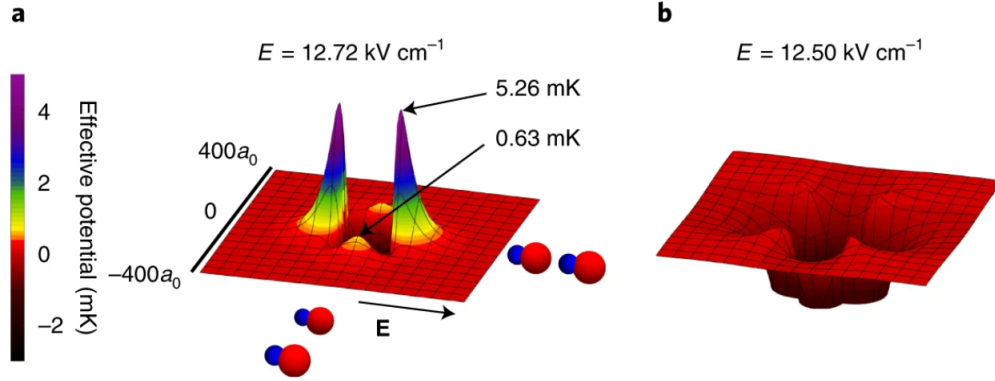 a
E = 12.72 kV cm⁻¹
5.26 mK
0.63 mK
4
2
0
−2
Effective potential (mK)
400a₀
0
−400a₀
E
b
E = 12.50 kV cm⁻¹